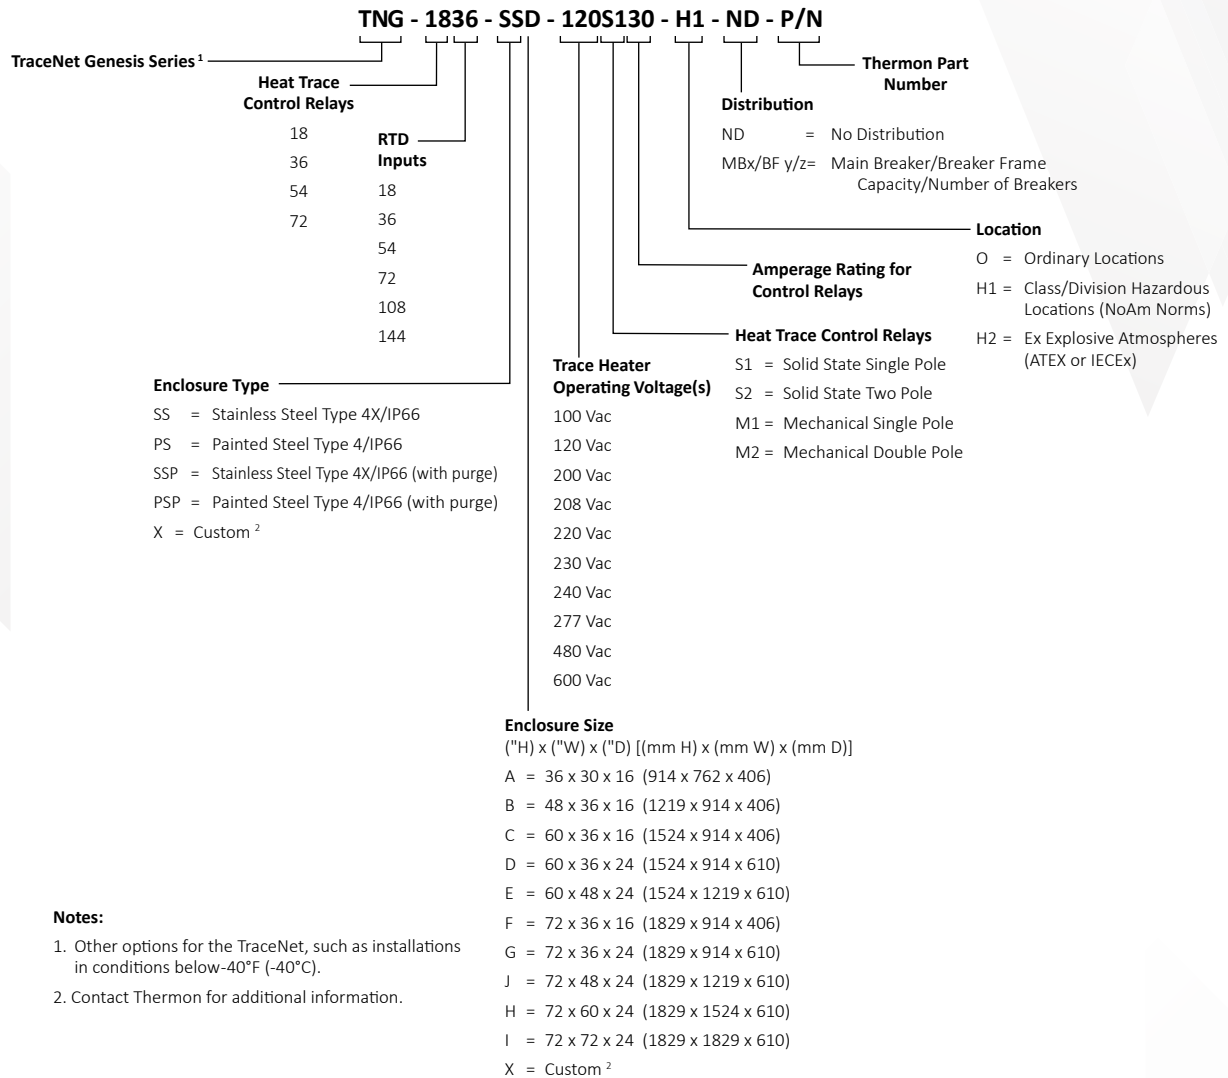 TNG - 1836 - SSD - 120S130 - H1 - ND - P/N
TraceNet Genesis Series 1
Heat Trace
Control Relays
18
36
54
72
RTD
Inputs
18
36
54
72
108
144
Enclosure Type
SS = Stainless Steel Type 4X/IP66
PS = Painted Steel Type 4/IP66
SSP = Stainless Steel Type 4X/IP66 (with purge)
PSP = Painted Steel Type 4/IP66 (with purge)
X = Custom 2
Enclosure Size
("H) x ("W) x ("D) [(mm H) x (mm W) x (mm D)]
A = 36 x 30 x 16 (914 x 762 x 406)
B = 48 x 36 x 16 (1219 x 914 x 406)
C = 60 x 36 x 16 (1524 x 914 x 406)
D = 60 x 36 x 24 (1524 x 914 x 610)
E = 60 x 48 x 24 (1524 x 1219 x 610)
F = 72 x 36 x 16 (1829 x 914 x 406)
G = 72 x 36 x 24 (1829 x 914 x 610)
J = 72 x 48 x 24 (1829 x 1219 x 610)
H = 72 x 60 x 24 (1829 x 1524 x 610)
I = 72 x 72 x 24 (1829 x 1829 x 610)
X = Custom 2
Trace Heater
Operating Voltage(s)
100 Vac
120 Vac
200 Vac
208 Vac
220 Vac
230 Vac
240 Vac
277 Vac
480 Vac
600 Vac
Heat Trace Control Relays
S1 = Solid State Single Pole
S2 = Solid State Two Pole
M1 = Mechanical Single Pole
M2 = Mechanical Double Pole
Amperage Rating for
Control Relays
Location
O = Ordinary Locations
H1 = Class/Division Hazardous
Locations (NoAm Norms)
H2 = Ex Explosive Atmospheres
(ATEX or IECEx)
Distribution
ND = No Distribution
MBx/BF y/z= Main Breaker/Breaker Frame
Capacity/Number of Breakers
Thermon Part
Number
Notes:
1. Other options for the TraceNet, such as installations
in conditions below-40°F (-40°C).
2. Contact Thermon for additional information.